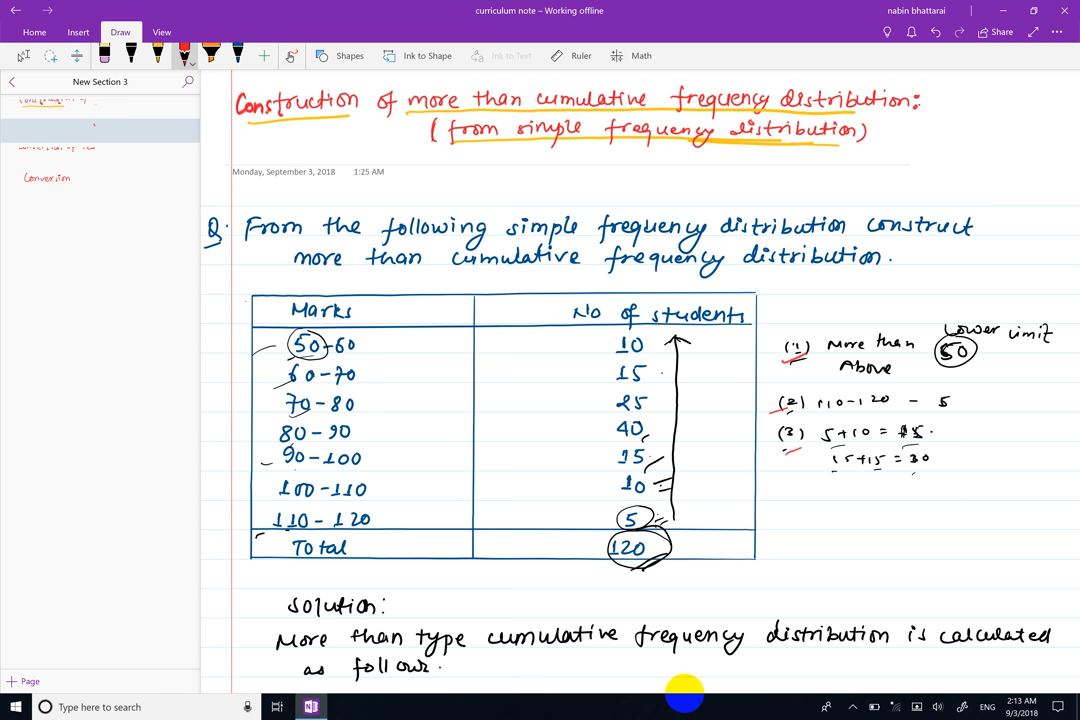 curriculum note – Working offline
nabin bhattarai
Home Insert Draw View
Share
Shapes Ink to Shape Ink to Text Ruler Math
New Section 3
Conversion
Page
Construction of more than cumulative frequency distribution:
(from simple frequency distribution)
Monday, September 3, 2018 1:25 AM
Q. From the following simple frequency distribution construct
more than cumulative frequency distribution.
Marks No of students
50-60 10
60-70 15
70-80 25
80-90 40
90-100 15
100-110 10
110-120 5
Total 120
Lower limit
(1) More than 50
Above
(2) 110-120 - 5
(3) 5+10 = 15.
15+15 = 30
Solution:
More than type cumulative frequency distribution is calculated
as follow.
Type here to search
ENG
2:13 AM
9/3/2018